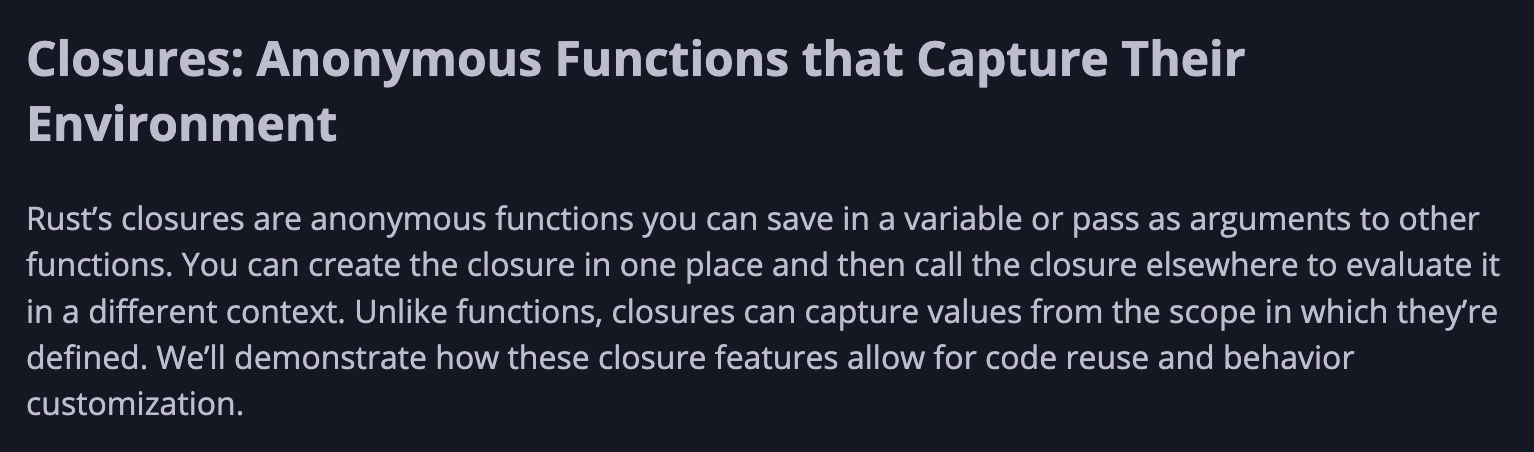 Closures: Anonymous Functions that Capture Their
Environment
Rust’s closures are anonymous functions you can save in a variable or pass as arguments to other
functions. You can create the closure in one place and then call the closure elsewhere to evaluate it
in a different context. Unlike functions, closures can capture values from the scope in which they’re
defined. We’ll demonstrate how these closure features allow for code reuse and behavior
customization.